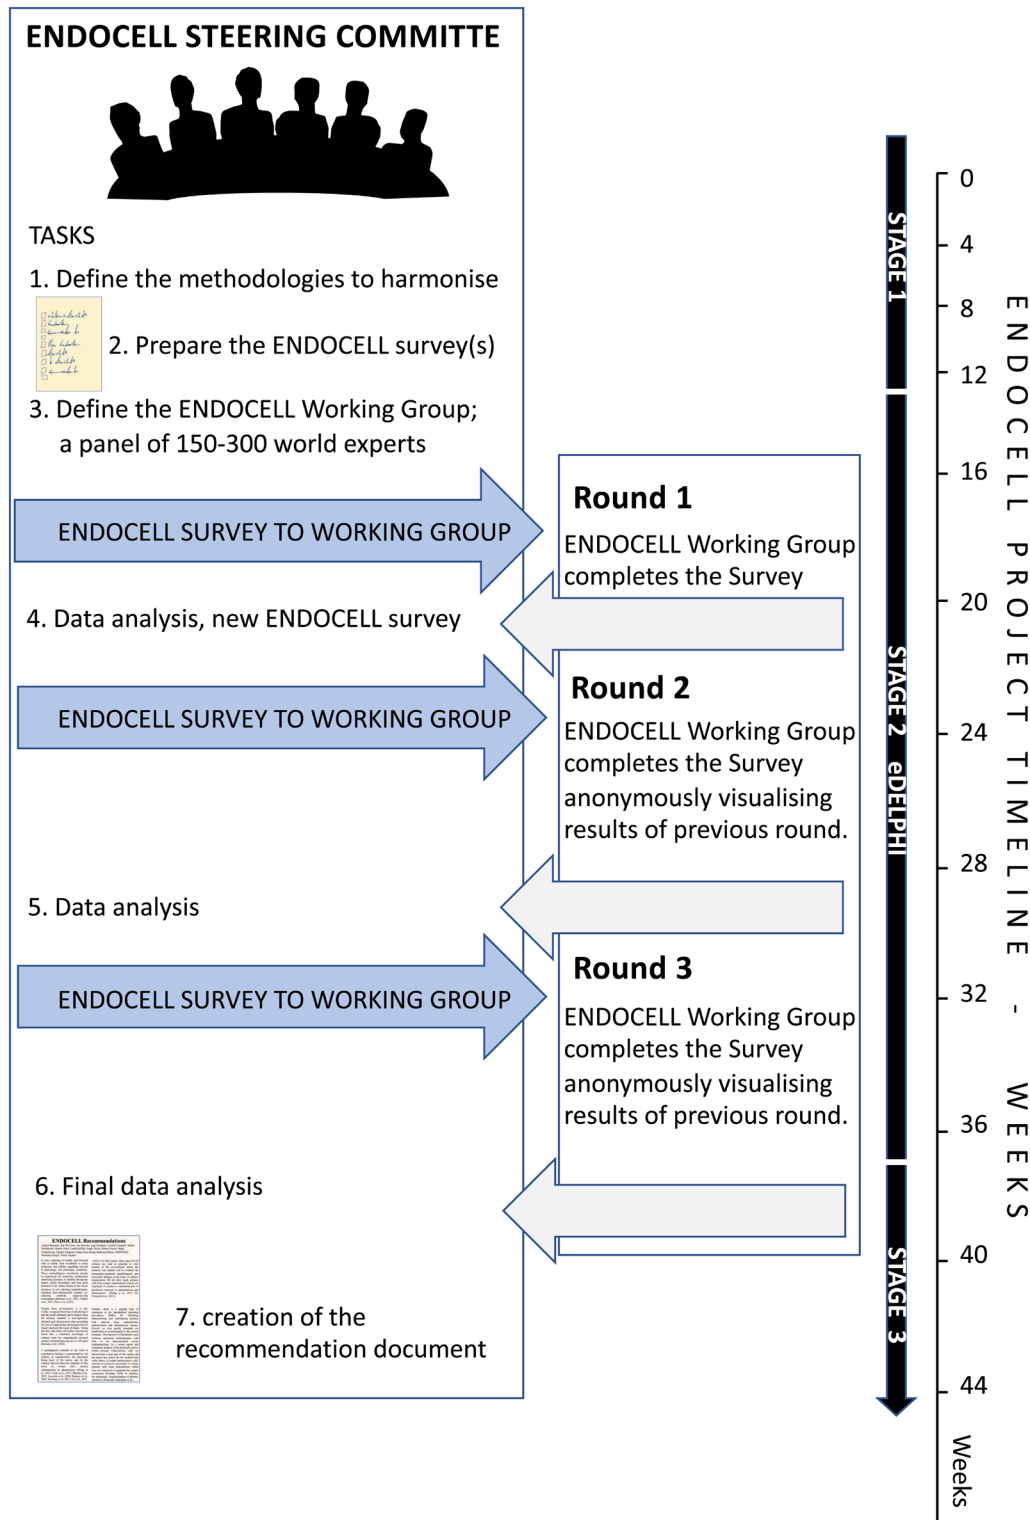 ENDOCELL STEERING COMMITTE
TASKS
1. Define the methodologies to harmonise
2. Prepare the ENDOCELL survey(s)
3. Define the ENDOCELL Working Group;
a panel of 150-300 world experts
ENDOCELL SURVEY TO WORKING GROUP
Round 1
ENDOCELL Working Group
completes the Survey
4. Data analysis, new ENDOCELL survey
ENDOCELL SURVEY TO WORKING GROUP
Round 2
ENDOCELL Working Group
completes the Survey
anonymously visualising
results of previous round.
5. Data analysis
ENDOCELL SURVEY TO WORKING GROUP
Round 3
ENDOCELL Working Group
completes the Survey
anonymously visualising
results of previous round.
6. Final data analysis
ENDOCELL Recommendations
7. creation of the
recommendation document
STAGE 1
STAGE 2 eDELPHI
STAGE 3
0
4
8
12
16
20
24
28
32
36
40
44
Weeks
ENDOCELL PROJECT TIMELINE - WEEKS